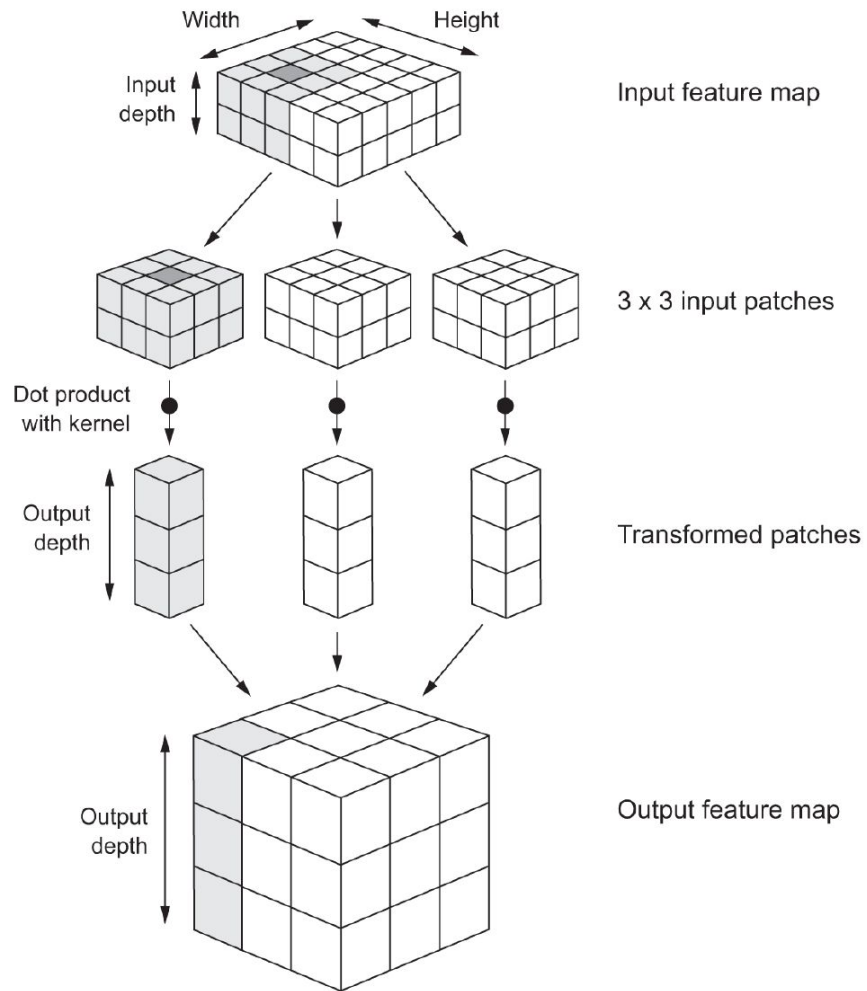 Width
Height
Input
depth
Input feature map
3 x 3 input patches
Dot product
with kernel
Output
depth
Transformed patches
Output
depth
Output feature map